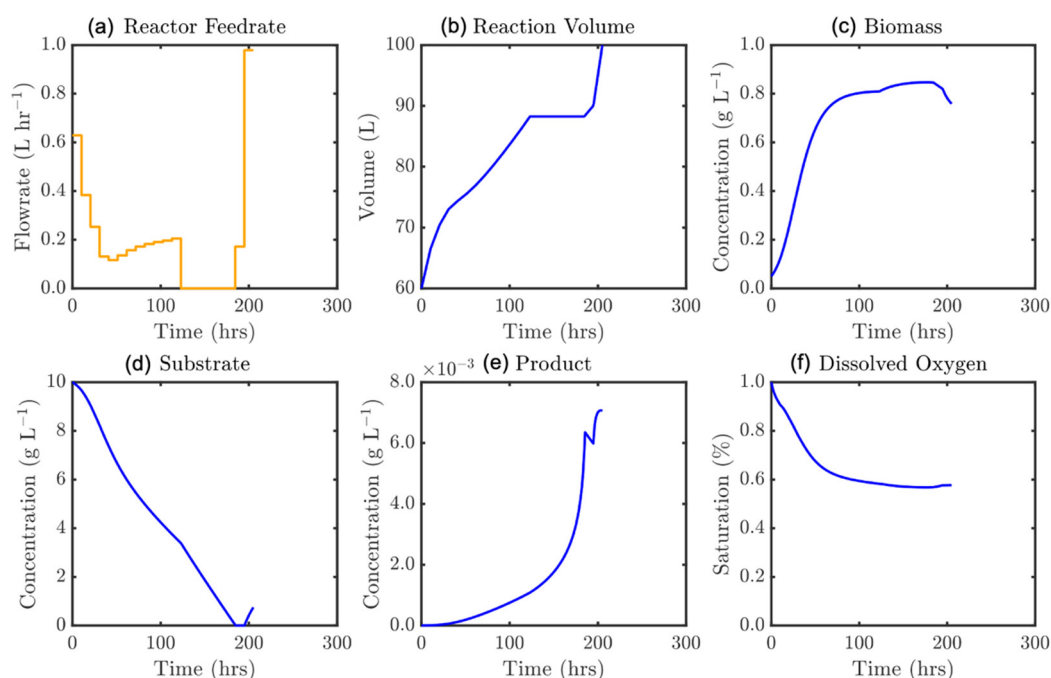 (a) Reactor Feedrate
1.0
0.8
0.6
0.4
0.2
0.0
Flowrate (L hr⁻¹)
0 100 200 300
Time (hrs)
(b) Reaction Volume
100
90
80
70
60
Volume (L)
0 100 200 300
Time (hrs)
(c) Biomass
1.0
0.8
0.6
0.4
0.2
0.0
Concentration (g L⁻¹)
0 100 200 300
Time (hrs)
(d) Substrate
10
8
6
4
2
0
Concentration (g L⁻¹)
0 100 200 300
Time (hrs)
×10⁻³ (e) Product
8.0
6.0
4.0
2.0
0.0
Concentration (g L⁻¹)
0 100 200 300
Time (hrs)
(f) Dissolved Oxygen
1.0
0.8
0.6
0.4
0.2
0.0
Saturation (%)
0 100 200 300
Time (hrs)